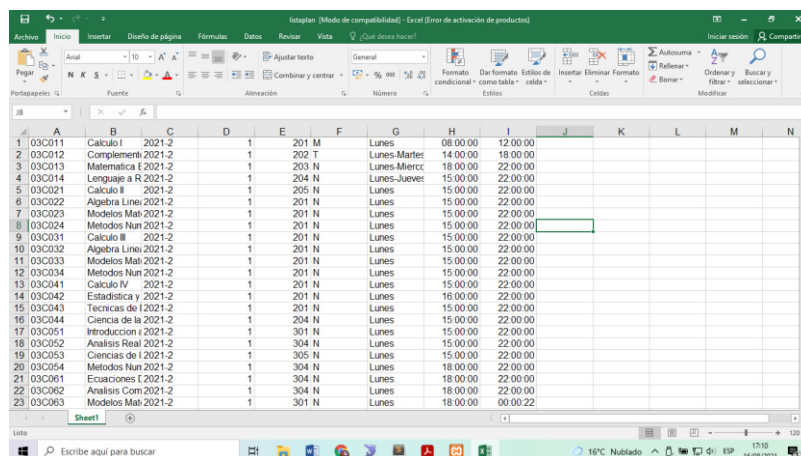 listaplan [Modo de compatibilidad] - Excel (Error de activación de productos)
Archivo Inicio Insertar Diseño de página Fórmulas Datos Revisar Vista ¿Qué desea hacer? Iniciar sesión Compartir
Pegar Arial 10 N K S Ajustar texto Combinar y centrar General % 000 Formato condicional Dar formato como tabla Estilos de celda Insertar Eliminar Formato Autosuma Rellenar Borrar Ordenar y filtrar Buscar y seleccionar
Portapapeles Fuente Alineación Número Estilos Celdas Modificar
J8 fx
A B C D E F G H I J K L M N
1 03C011 Calculo I 2021-2 1 201 M Lunes 08:00:00 12:00:00
2 03C012 Complement 2021-2 1 202 T Lunes-Martes 14:00:00 18:00:00
3 03C013 Matematica E 2021-2 1 203 N Lunes-Mierco 18:00:00 22:00:00
4 03C014 Lenguaje a R 2021-2 1 204 N Lunes-Jueves 15:00:00 22:00:00
5 03C021 Calculo II 2021-2 1 205 N Lunes 15:00:00 22:00:00
6 03C022 Algebra Linea 2021-2 1 201 N Lunes 15:00:00 22:00:00
7 03C023 Modelos Mate 2021-2 1 201 N Lunes 15:00:00 22:00:00
8 03C024 Metodos Num 2021-2 1 201 N Lunes 15:00:00 22:00:00
9 03C031 Calculo III 2021-2 1 201 N Lunes 15:00:00 22:00:00
10 03C032 Algebra Linea 2021-2 1 201 N Lunes 15:00:00 22:00:00
11 03C033 Modelos Mate 2021-2 1 201 N Lunes 15:00:00 22:00:00
12 03C034 Metodos Num 2021-2 1 201 N Lunes 15:00:00 22:00:00
13 03C041 Calculo IV 2021-2 1 201 N Lunes 15:00:00 22:00:00
14 03C042 Estadistica y 2021-2 1 201 N Lunes 16:00:00 22:00:00
15 03C043 Tecnicas de I 2021-2 1 201 N Lunes 15:00:00 22:00:00
16 03C044 Ciencia de la 2021-2 1 204 N Lunes 15:00:00 22:00:00
17 03C051 Introduccion a 2021-2 1 301 N Lunes 15:00:00 22:00:00
18 03C052 Analisis Real 2021-2 1 304 N Lunes 15:00:00 22:00:00
19 03C053 Ciencias de l 2021-2 1 305 N Lunes 15:00:00 22:00:00
20 03C054 Metodos Num 2021-2 1 304 N Lunes 18:00:00 22:00:00
21 03C061 Ecuaciones D 2021-2 1 304 N Lunes 18:00:00 22:00:00
22 03C062 Analisis Com 2021-2 1 304 N Lunes 18:00:00 22:00:00
23 03C063 Modelos Mate 2021-2 1 301 N Lunes 18:00:00 00:00:22
Sheet1
Listo 120
Escribe aquí para buscar 16°C Nublado ESP 17:10
16/08/2021